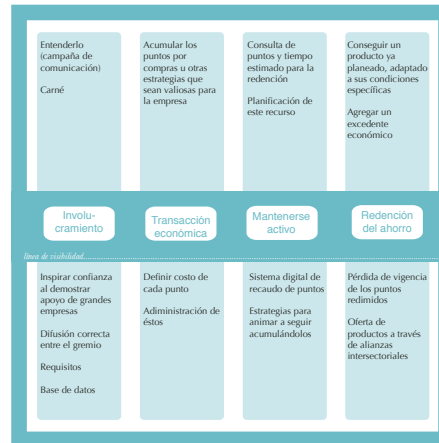 Entenderlo
(campaña de
comunicación)
Carné
Acumular los
puntos por
compras u otras
estrategias que
sean valiosas para
la empresa
Consulta de
puntos y tiempo
estimado para la
redención
Planificación de
este recurso
Conseguir un
producto ya
planeado, adaptado
a sus condiciones
específicas
Agregar un
excedente
económico
Involu-
cramiento
Transacción
económica
Mantenerse
activo
Redención
del ahorro
línea de visibilidad
Inspirar confianza
al demostrar
apoyo de grandes
empresas
Difusión correcta
entre el gremio
Requisitos
Base de datos
Definir costo de
cada punto
Adiministración de
éstos
Sistema digital de
recaudo de puntos
Estrategias para
animar a seguir
acumulándolos
Pérdida de vigencia
de los puntos
redimidos
Oferta de
productos a través
de alianzas
intersectoriales